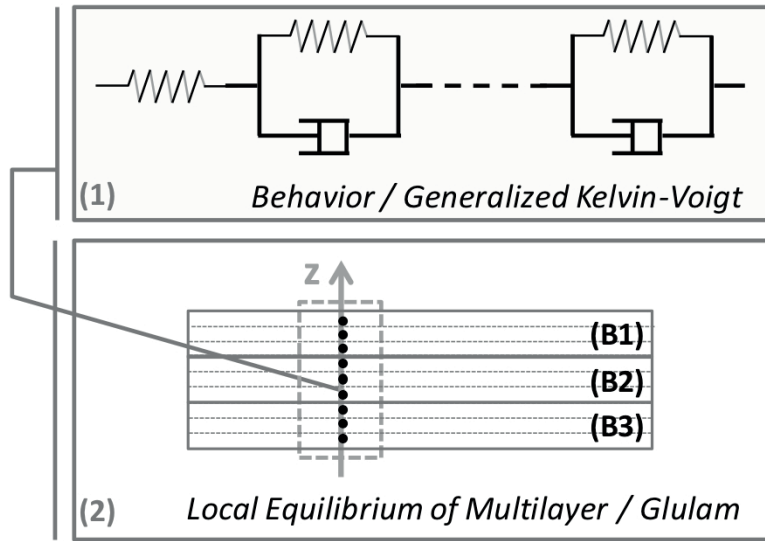 (1)
Behavior / Generalized Kelvin-Voigt
z
(B1)
(B2)
(B3)
(2)
Local Equilibrium of Multilayer / Glulam